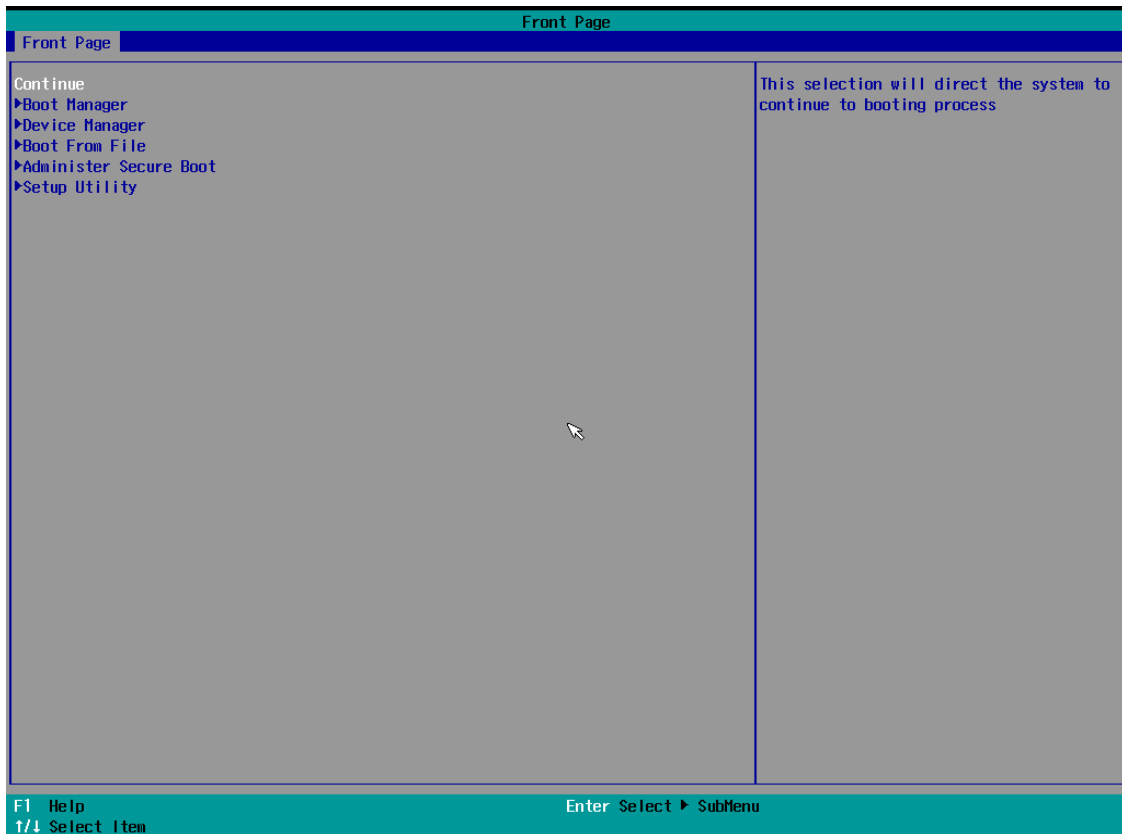 Front Page
Front Page
Continue
▶Boot Manager
▶Device Manager
▶Boot From File
▶Administer Secure Boot
▶Setup Utility
This selection will direct the system to
continue to booting process
F1 Help
Enter Select ▶ SubMenu
↑/↓ Select Item